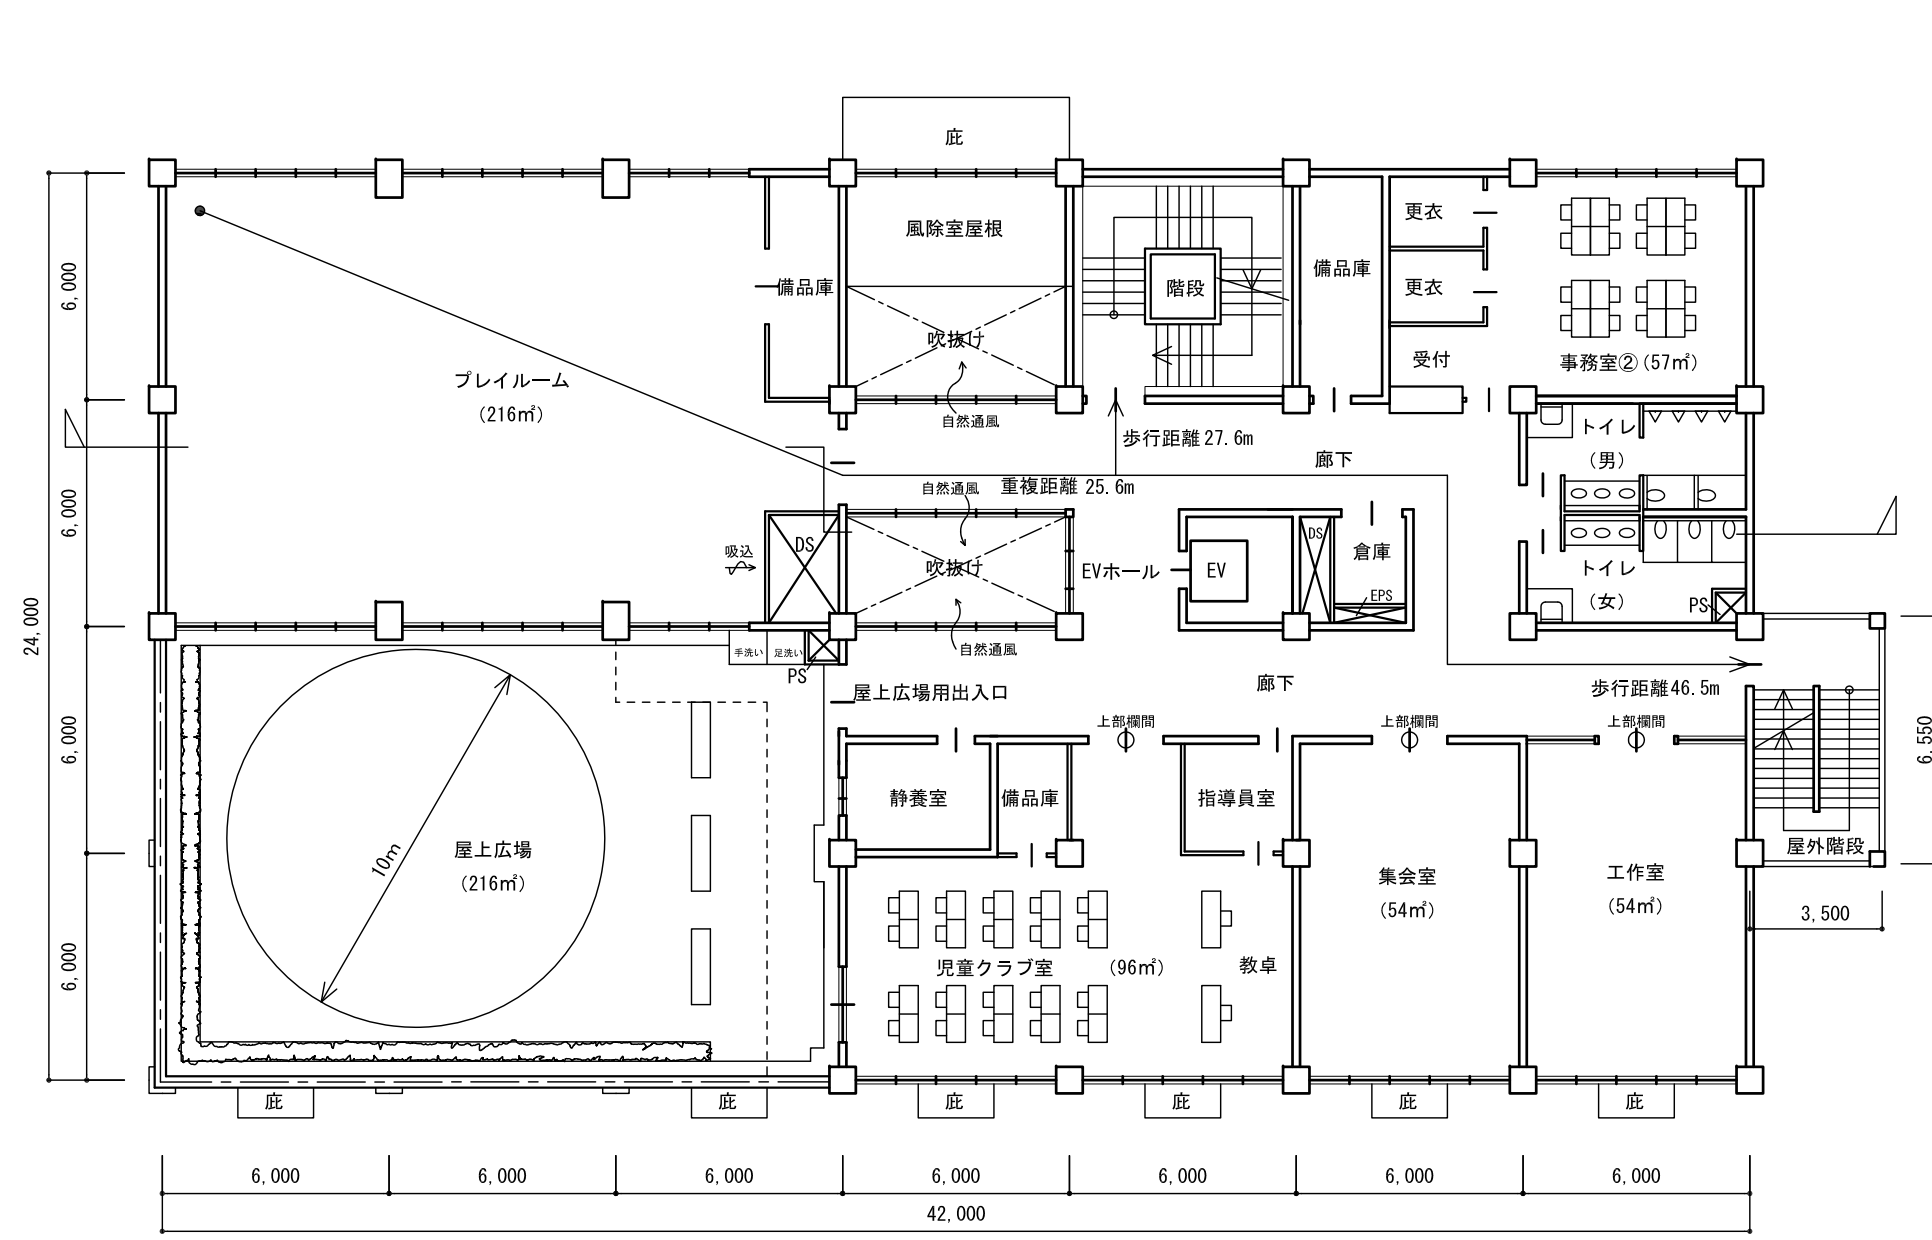 庇
風除室屋根
階段
備品庫
備品庫
更衣
更衣
受付
事務室②(57㎡)
吹抜け
自然通風
プレイルーム
(216㎡)
歩行距離27.6m
廊下
トイレ
(男)
重複距離 25.6m
自然通風
吸込
DS
吹抜け
EVホール
EV
DS
倉庫
EPS
トイレ
(女)
PS
自然通風
手洗い
足洗い
PS
屋上広場用出入口
廊下
歩行距離46.5m
上部欄間
上部欄間
上部欄間
静養室
備品庫
指導員室
屋外階段
10m
屋上広場
(216㎡)
集会室
(54㎡)
工作室
(54㎡)
児童クラブ室
(96㎡)
教卓
庇
庇
庇
庇
庇
庇
6,000
6,000
6,000
6,000
24,000
6,550
3,500
6,000
6,000
6,000
6,000
6,000
6,000
6,000
42,000